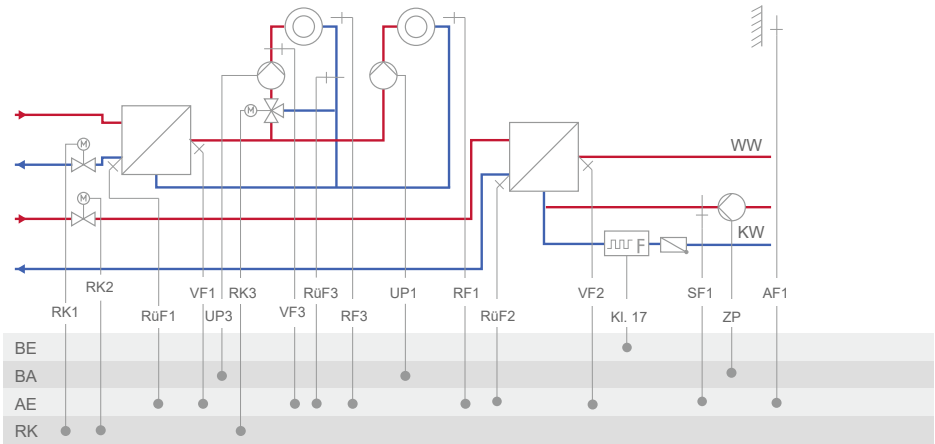 M
M
M
M
F
WW
KW
RK1
RK2
RüF1
VF1
UP3
RK3
VF3
RüF3
RF3
UP1
RF1
RüF2
VF2
Kl. 17
SF1
ZP
AF1
BE
BA
AE
RK